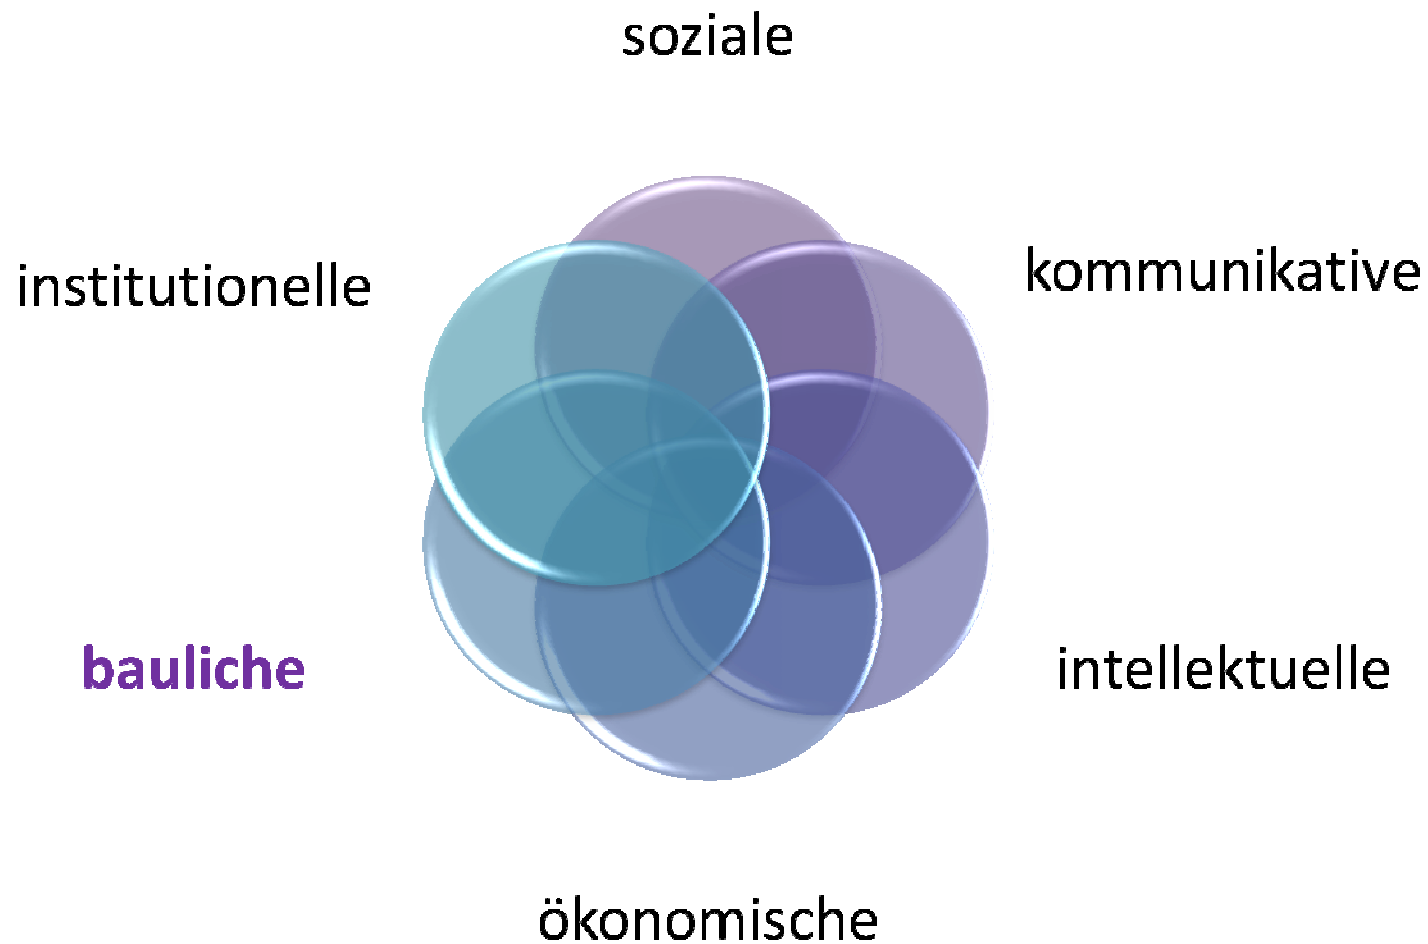 soziale
institutionelle
kommunikative
bauliche
intellektuelle
ökonomische